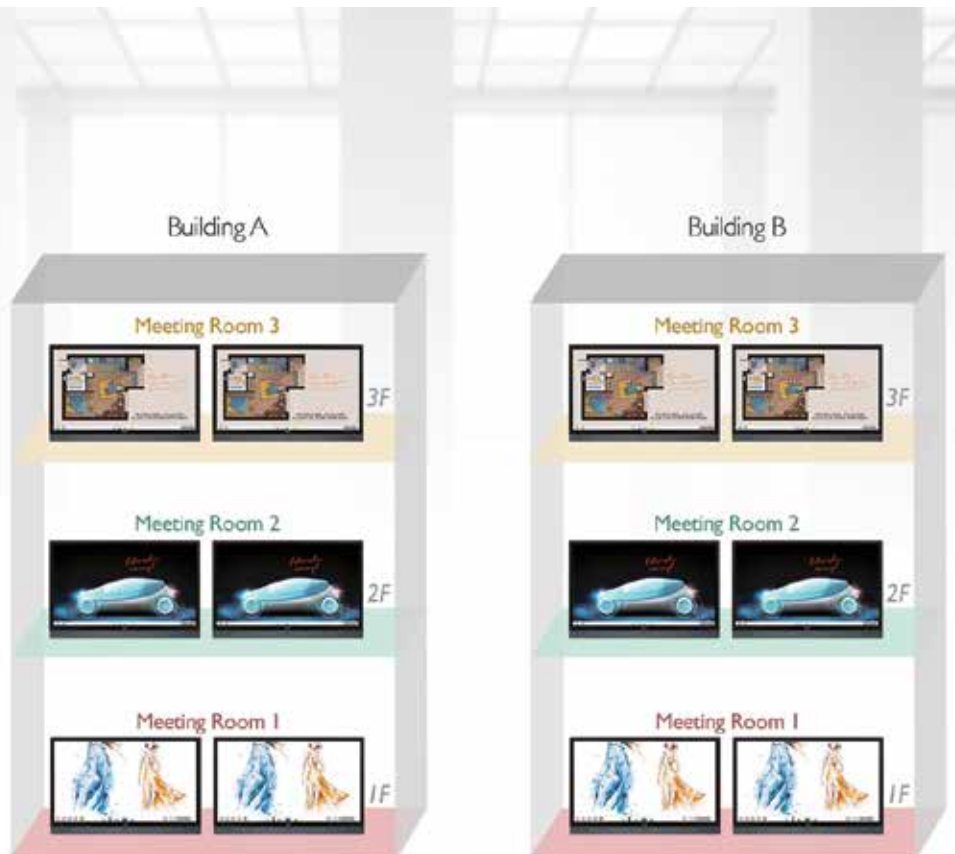 Building A
Meeting Room 3
3F
Meeting Room 2
2F
Meeting Room 1
1F
Building B
Meeting Room 3
3F
Meeting Room 2
2F
Meeting Room 1
1F